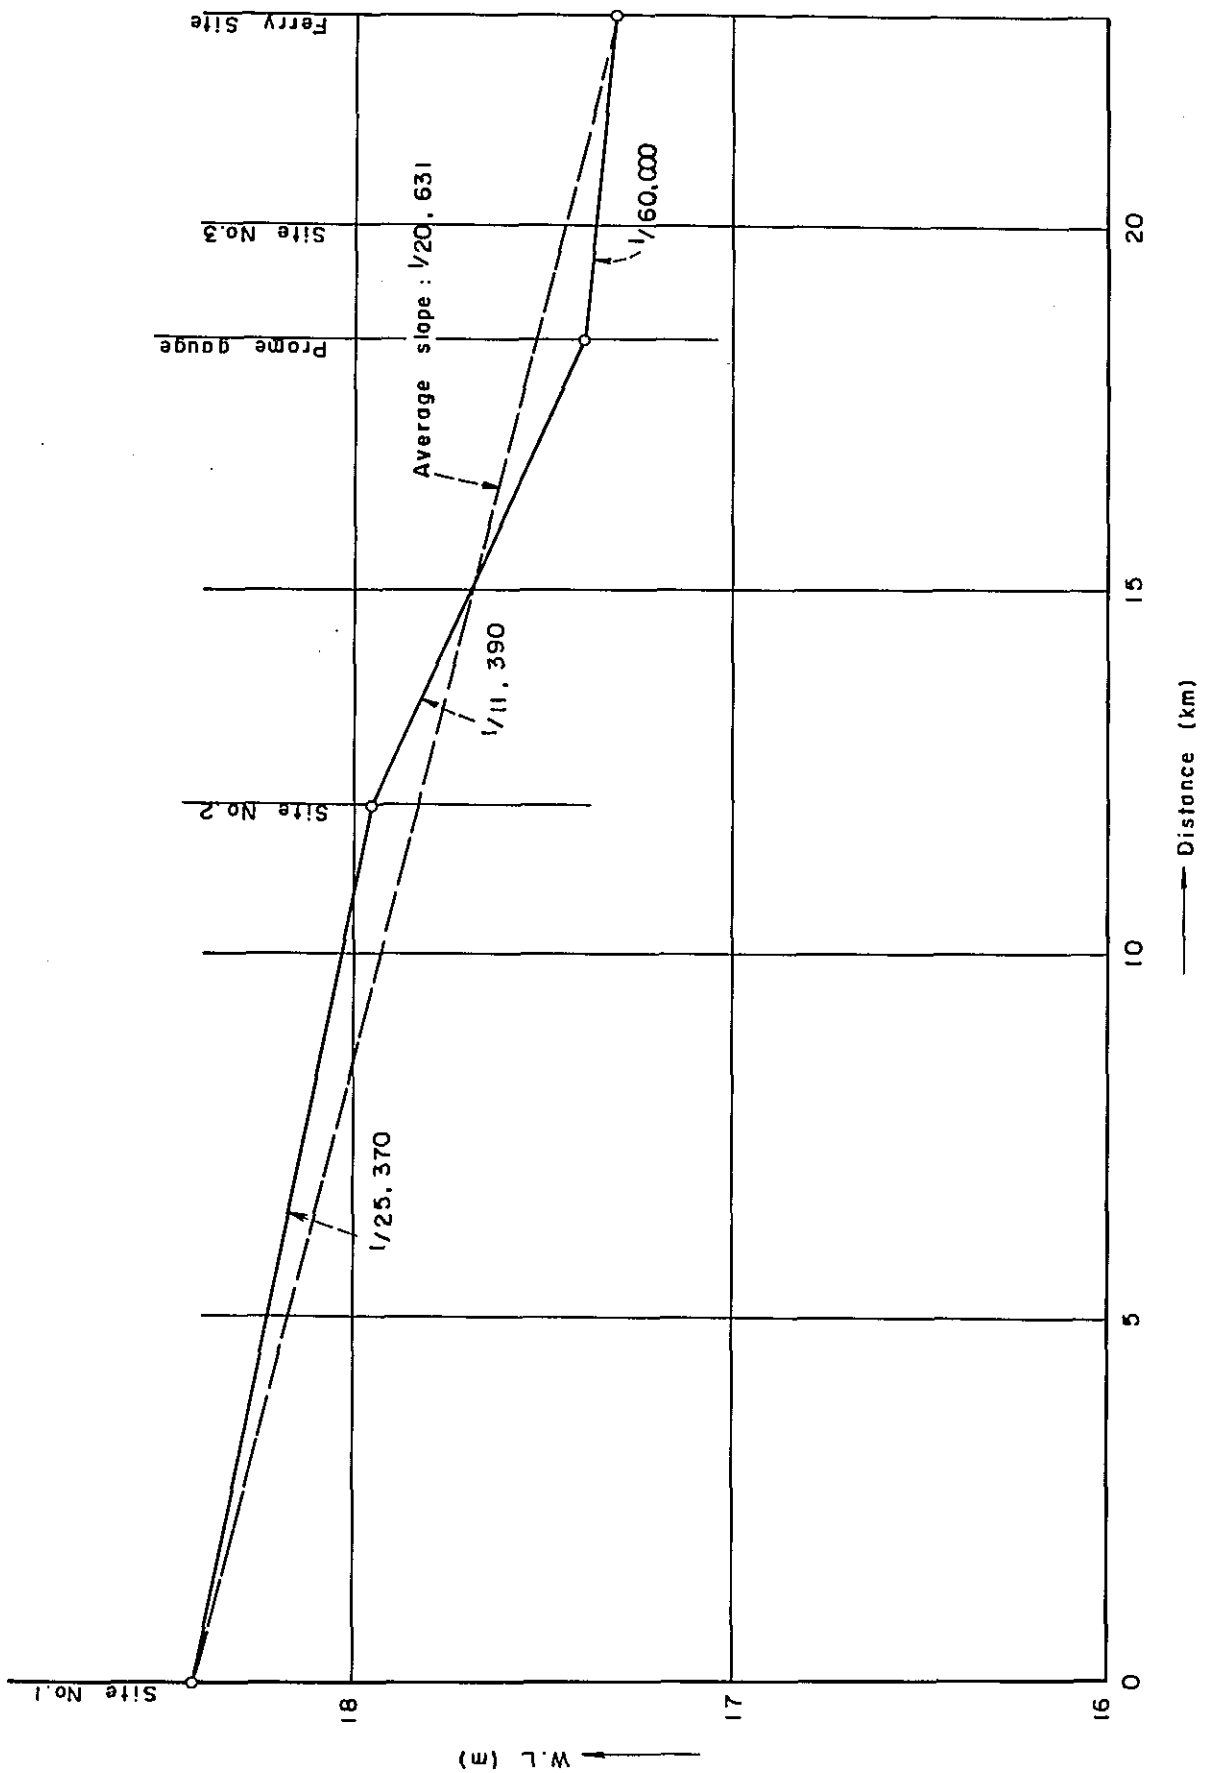 Site No.1
Site No.2
Prome gauge
Site No.3
Ferry Site
Average slope : 1/20, 631
1/25, 370
1/11, 390
1/60,000
W.L (m)
18
17
16
0
5
10
15
20
Distance (km)